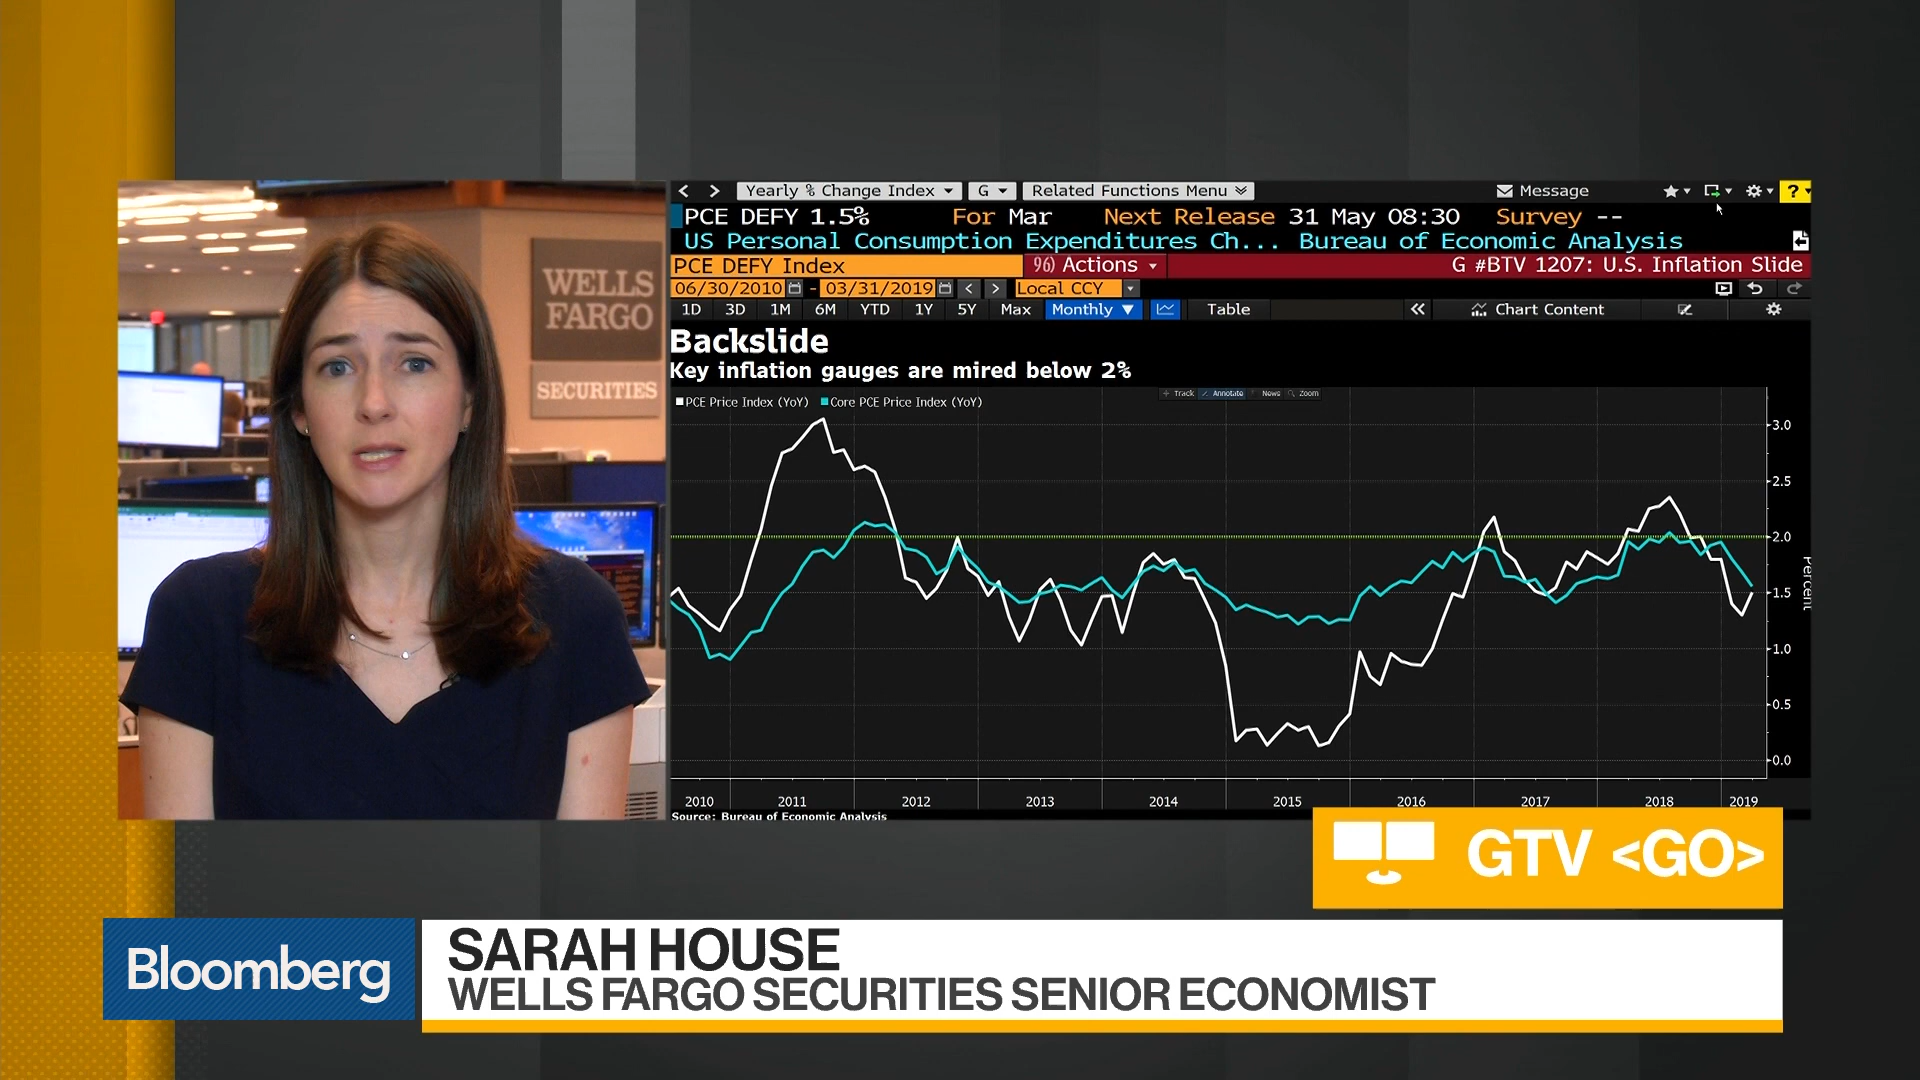 WELLS
FARGO
SECURITIES
Yearly % Change Index G Related Functions Menu Message ?
PCE DEFY 1.5% For Mar Next Release 31 May 08:30 Survey --
US Personal Consumption Expenditures Ch... Bureau of Economic Analysis
PCE DEFY Index 96) Actions G #BTV 1207: U.S. Inflation Slide
06/30/2010 - 03/31/2019 Local CCY
1D 3D 1M 6M YTD 1Y 5Y Max Monthly Table Chart Content
Backslide
Key inflation gauges are mired below 2%
Track Annotate News Zoom
PCE Price Index (YoY) Core PCE Price Index (YoY)
3.0
2.5
2.0
Percent
1.5
1.0
0.5
0.0
2010 2011 2012 2013 2014 2015 2016 2017 2018 2019
Source: Bureau of Economic Analysis
GTV <GO>
Bloomberg
SARAH HOUSE
WELLS FARGO SECURITIES SENIOR ECONOMIST